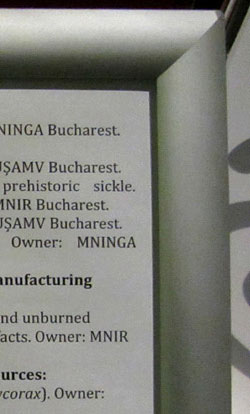 MNINGA Bucharest.
UŞAMV Bucharest.
prehistoric sickle.
MNIR Bucharest.
UŞAMV Bucharest.
Owner: MNINGA
anufacturing
nd unburned
facts. Owner: MNIR
urces:
ycorax). Owner: